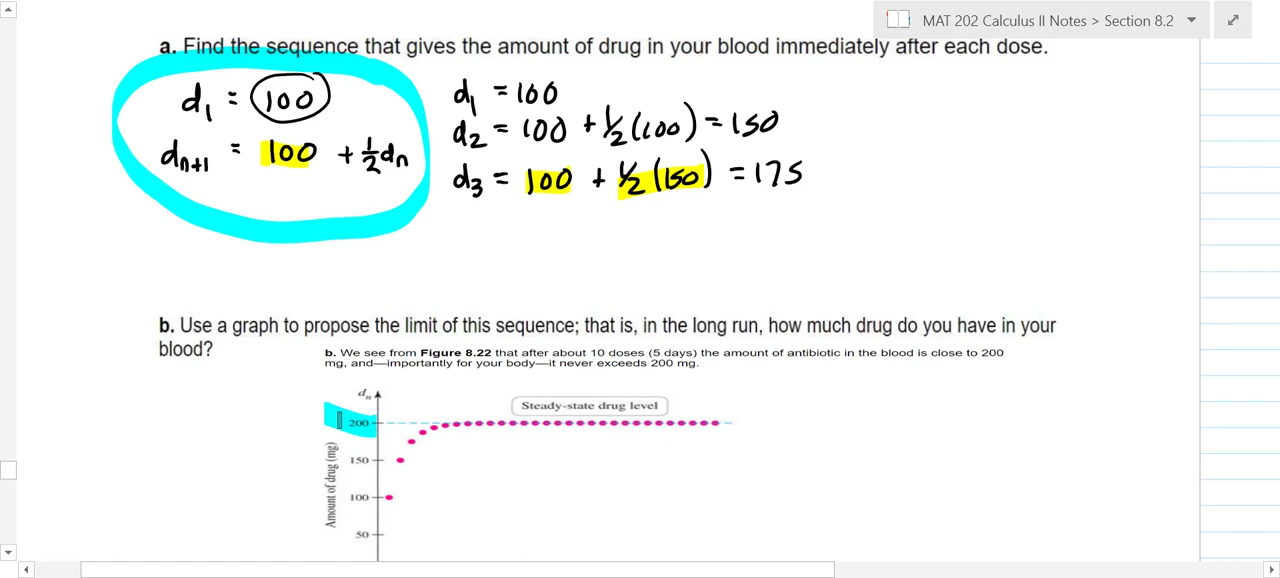 MAT 202 Calculus II Notes > Section 8.2
a. Find the sequence that gives the amount of drug in your blood immediately after each dose.
d₁ = 100
dₙ₊₁ = 100 + ½dₙ
d₁ = 100
d₂ = 100 + ½(100) = 150
d₃ = 100 + ½(150) = 175
b. Use a graph to propose the limit of this sequence; that is, in the long run, how much drug do you have in your
blood?
b. We see from Figure 8.22 that after about 10 doses (5 days) the amount of antibiotic in the blood is close to 200
mg, and—importantly for your body—it never exceeds 200 mg.
dₙ
Steady-state drug level
200
150
100
50
Amount of drug (mg)